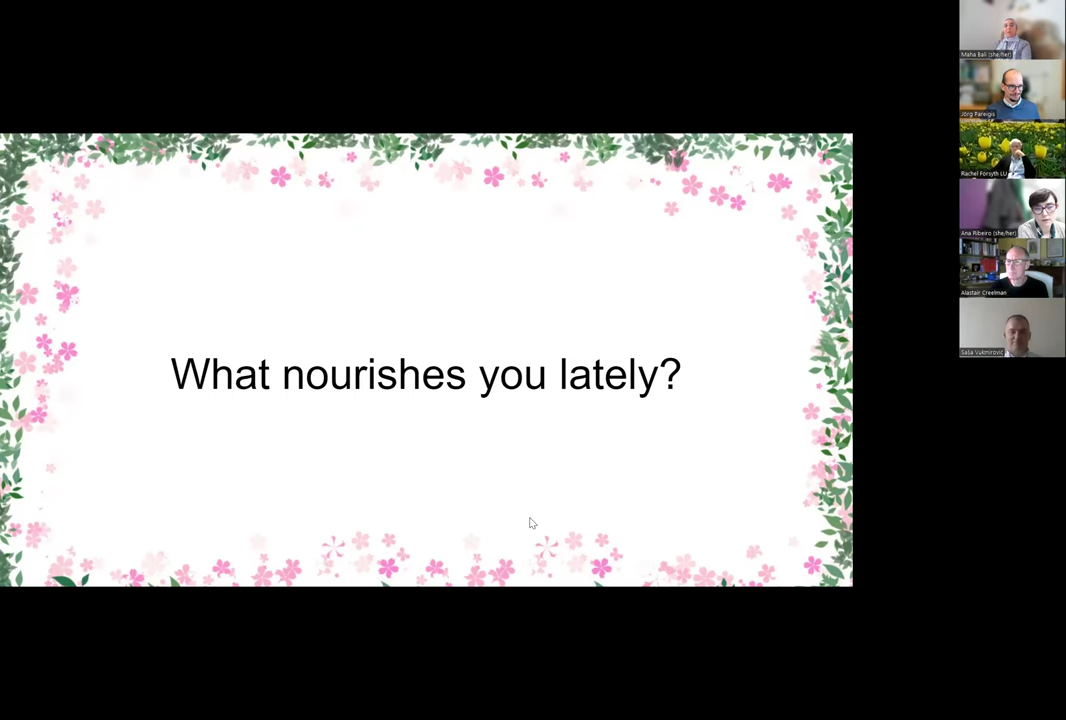 What nourishes you lately?
Maha Bali (she/her)
Jörg Pareigis
Rachel Forsyth LU
Ana Ribeiro (she/her)
Alastair Creelman
Saša Vukmirović